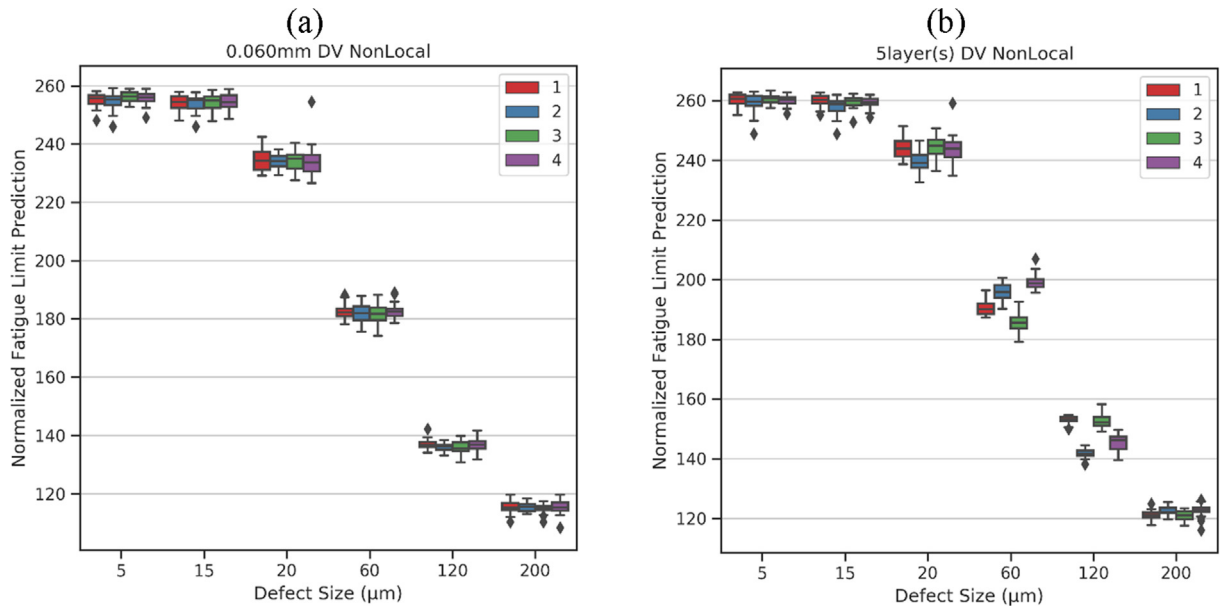 (a)
0.060mm DV NonLocal
Normalized Fatigue Limit Prediction
260
240
220
200
180
160
140
120
1
2
3
4
5 15 20 60 120 200
Defect Size (μm)
(b)
5layer(s) DV NonLocal
Normalized Fatigue Limit Prediction
260
240
220
200
180
160
140
120
1
2
3
4
5 15 20 60 120 200
Defect Size (μm)